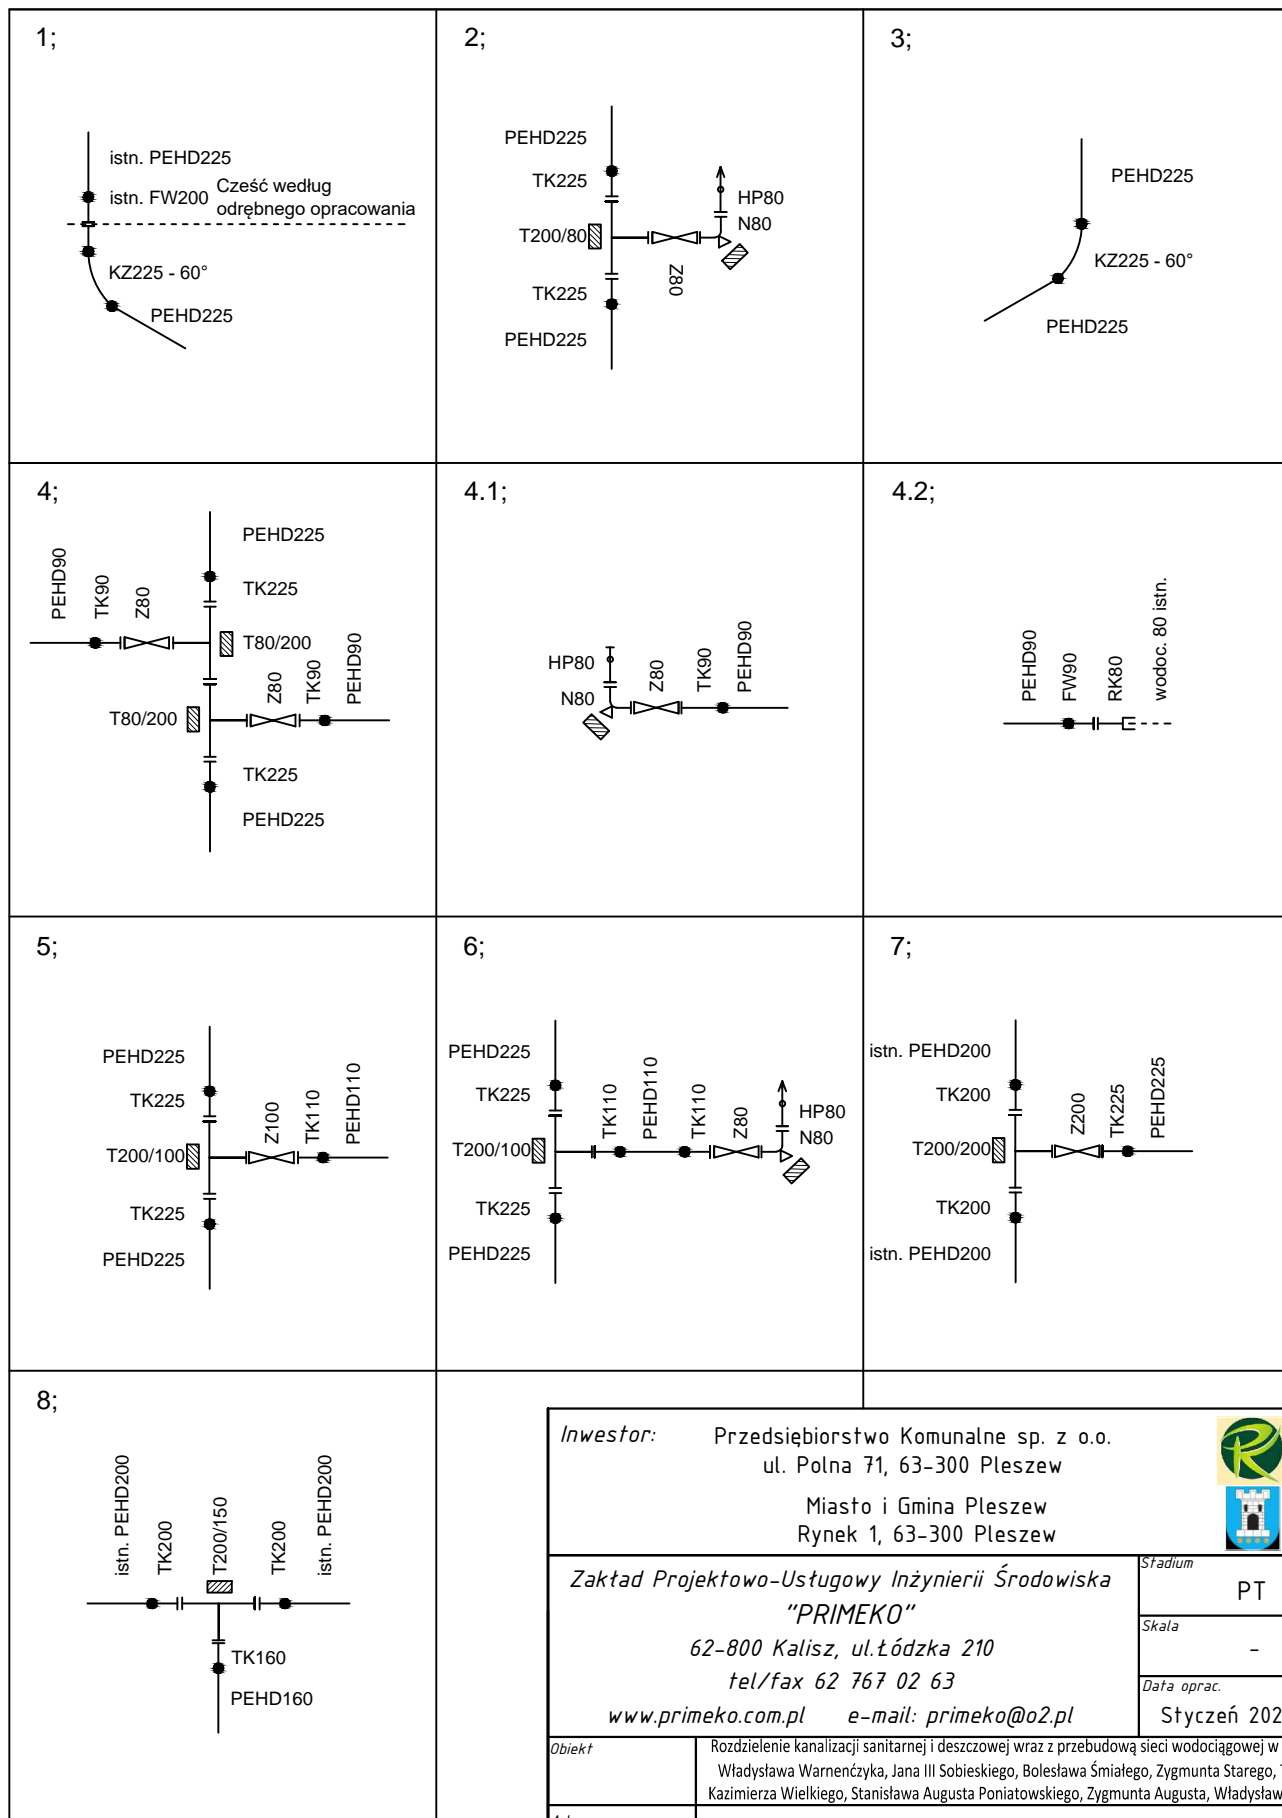 1;
istn. PEHD225
istn. FW200
Cześć według
odrębnego opracowania
KZ225 - 60°
PEHD225
2;
PEHD225
TK225
HP80
N80
T200/80
Z80
TK225
PEHD225
3;
PEHD225
KZ225 - 60°
PEHD225
4;
PEHD225
PEHD90
TK90
Z80
TK225
T80/200
Z80
TK90
PEHD90
T80/200
TK225
PEHD225
4.1;
HP80
N80
Z80
TK90
PEHD90
4.2;
PEHD90
FW90
RK80
wodoc. 80 istn.
5;
PEHD225
TK225
T200/100
Z100
TK110
PEHD110
TK225
PEHD225
6;
PEHD225
TK225
T200/100
TK110
PEHD110
TK110
Z80
HP80
N80
TK225
PEHD225
7;
istn. PEHD200
TK200
T200/200
Z200
TK225
PEHD225
TK200
istn. PEHD200
8;
istn. PEHD200
TK200
T200/150
TK200
istn. PEHD200
TK160
PEHD160
Inwestor:
Przedsiębiorstwo Komunalne sp. z o.o.
ul. Polna 71, 63-300 Pleszew
Miasto i Gmina Pleszew
Rynek 1, 63-300 Pleszew
Zakład Projektowo-Usługowy Inżynierii Środowiska
"PRIMEKO"
62-800 Kalisz, ul.Łódzka 210
tel/fax 62 767 02 63
www.primeko.com.pl e-mail: primeko@o2.pl
Stadium
PT
Skala
-
Data oprac.
Styczeń 202
Obiekt
Rozdzielenie kanalizacji sanitarnej i deszczowej wraz z przebudową sieci wodociągowej w
Władysława Warneńczyka, Jana III Sobieskiego, Bolesława Śmiałego, Zygmunta Starego,
Kazimierza Wielkiego, Stanisława Augusta Poniatowskiego, Zygmunta Augusta, Władysław